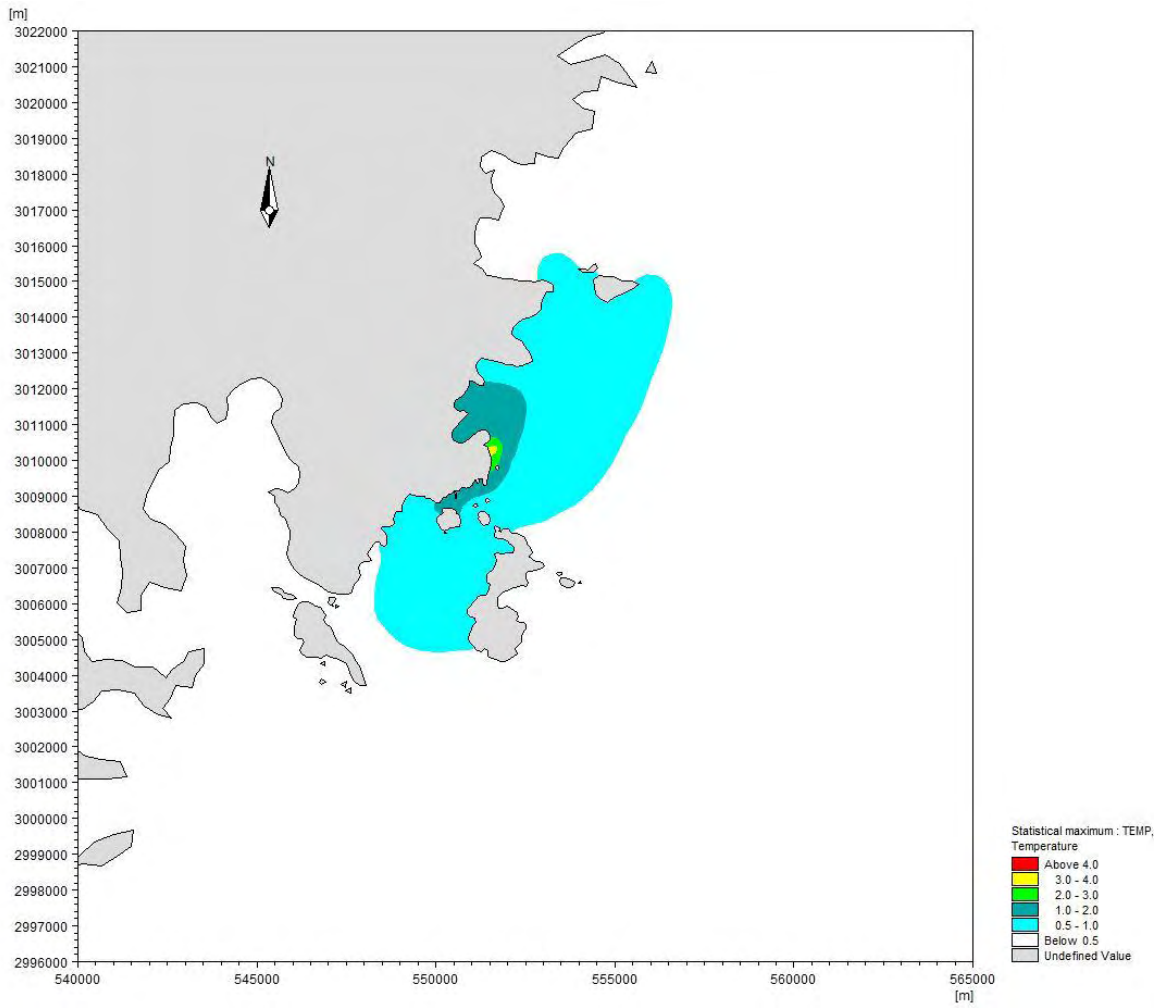 [m]
3022000
3021000
3020000
3019000
3018000
3017000
3016000
3015000
3014000
3013000
3012000
3011000
3010000
3009000
3008000
3007000
3006000
3005000
3004000
3003000
3002000
3001000
3000000
2999000
2998000
2997000
2996000
N
540000 545000 550000 555000 560000 565000
[m]
Statistical maximum : TEMP,
Temperature
Above 4.0
3.0 - 4.0
2.0 - 3.0
1.0 - 2.0
0.5 - 1.0
Below 0.5
Undefined Value